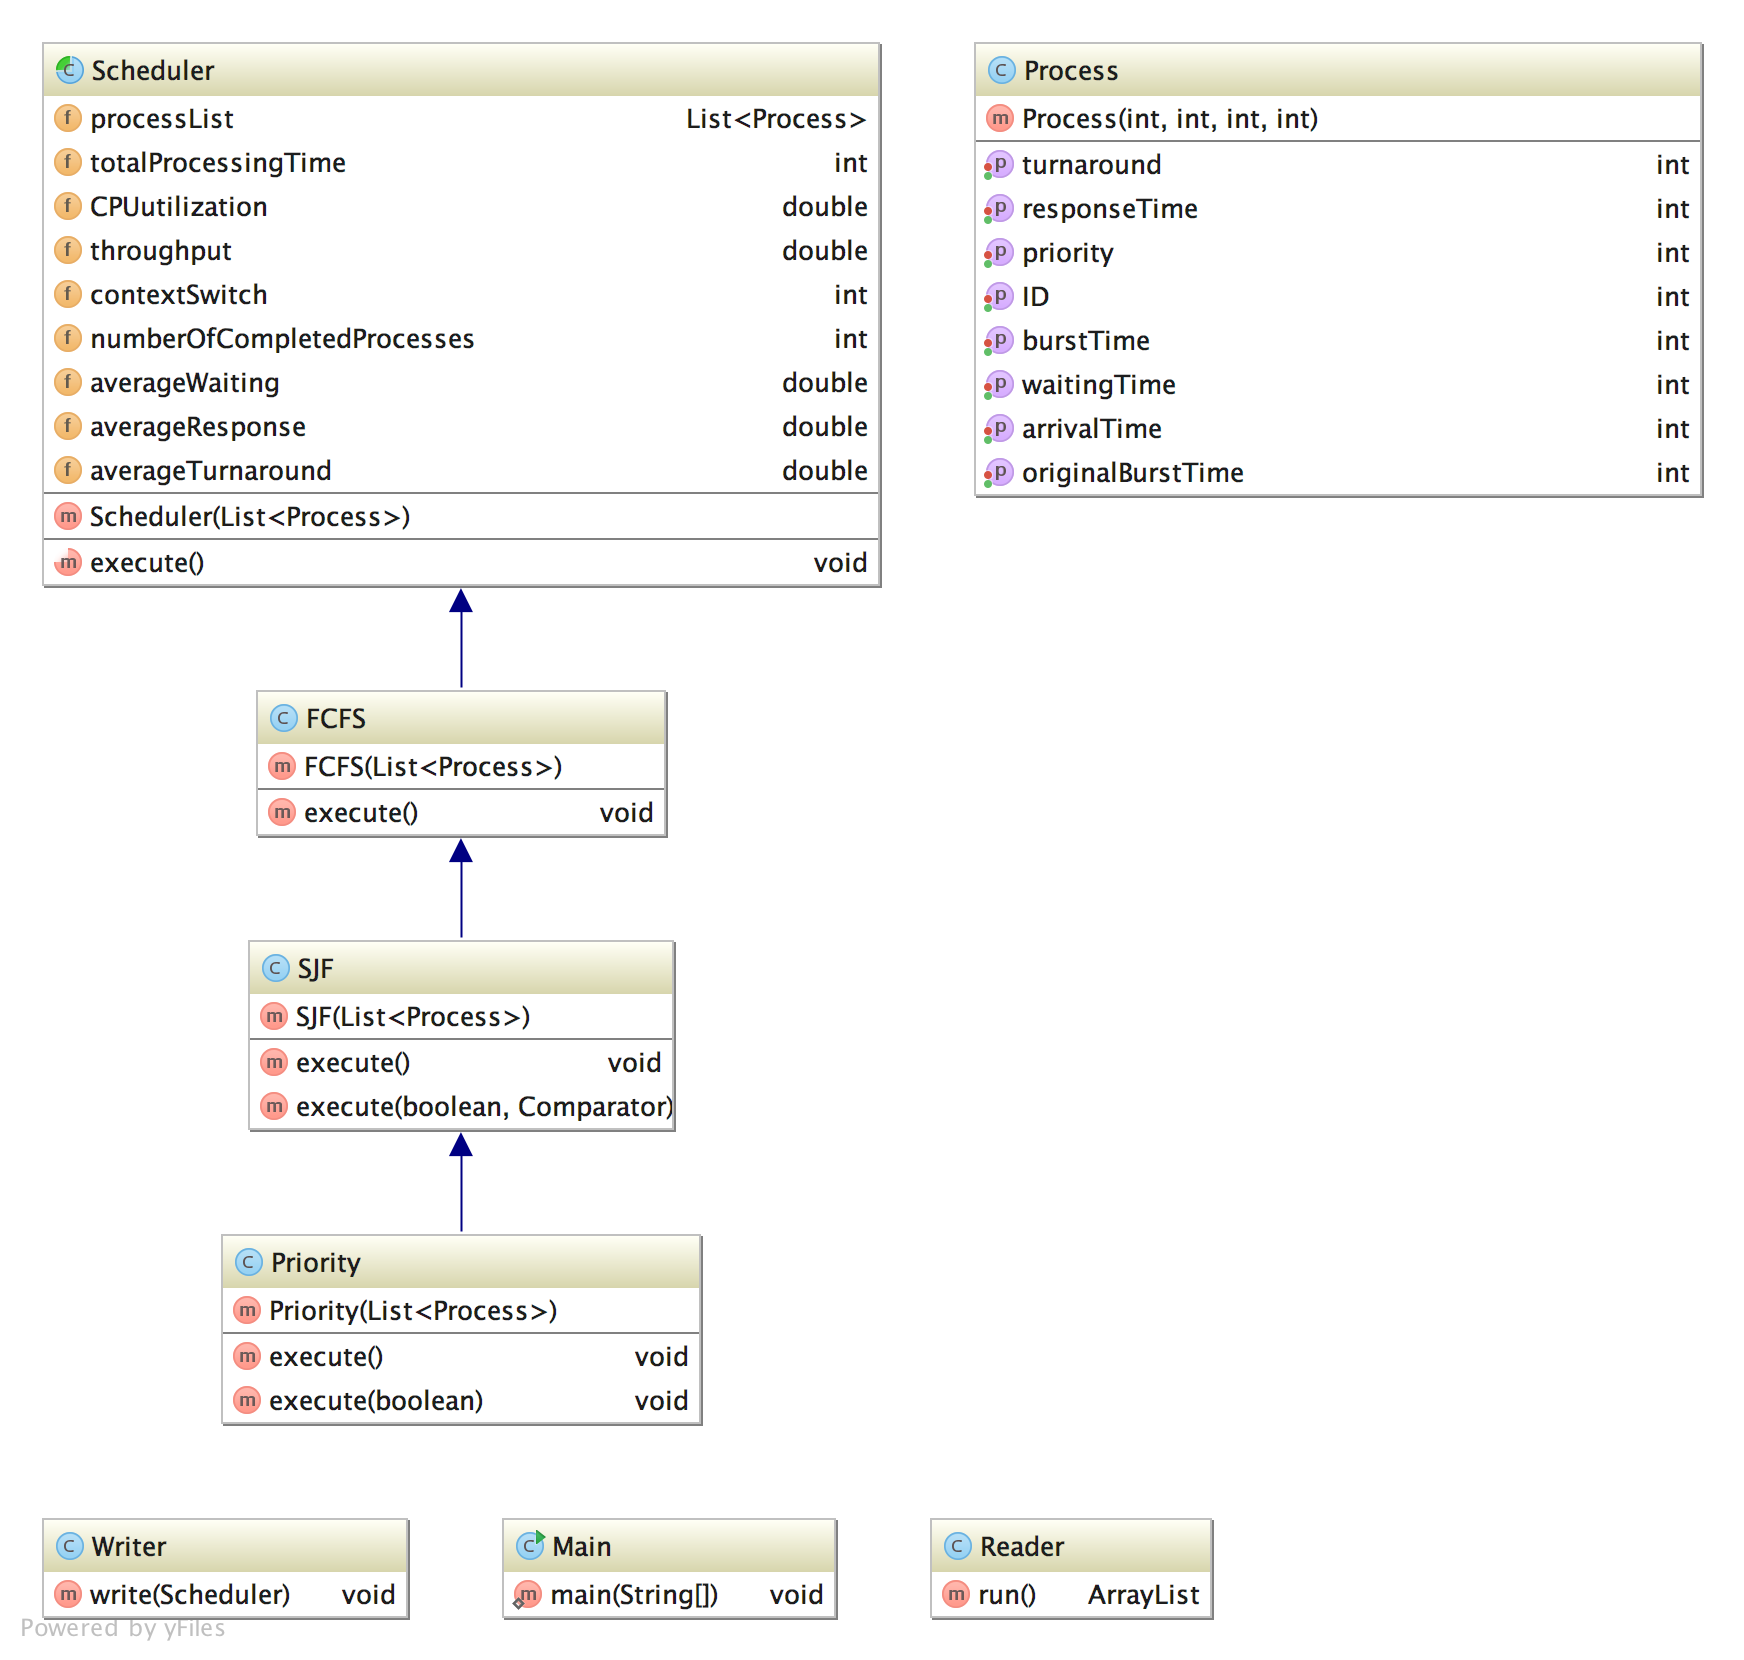 Scheduler
processList List<Process>
totalProcessingTime int
CPUutilization double
throughput double
contextSwitch int
numberOfCompletedProcesses int
averageWaiting double
averageResponse double
averageTurnaround double
Scheduler(List<Process>)
execute() void
Process
Process(int, int, int, int)
turnaround int
responseTime int
priority int
ID int
burstTime int
waitingTime int
arrivalTime int
originalBurstTime int
FCFS
FCFS(List<Process>)
execute() void
SJF
SJF(List<Process>)
execute() void
execute(boolean, Comparator)
Priority
Priority(List<Process>)
execute() void
execute(boolean) void
Writer
write(Scheduler) void
Main
main(String[]) void
Reader
run() ArrayList
Powered by yFiles